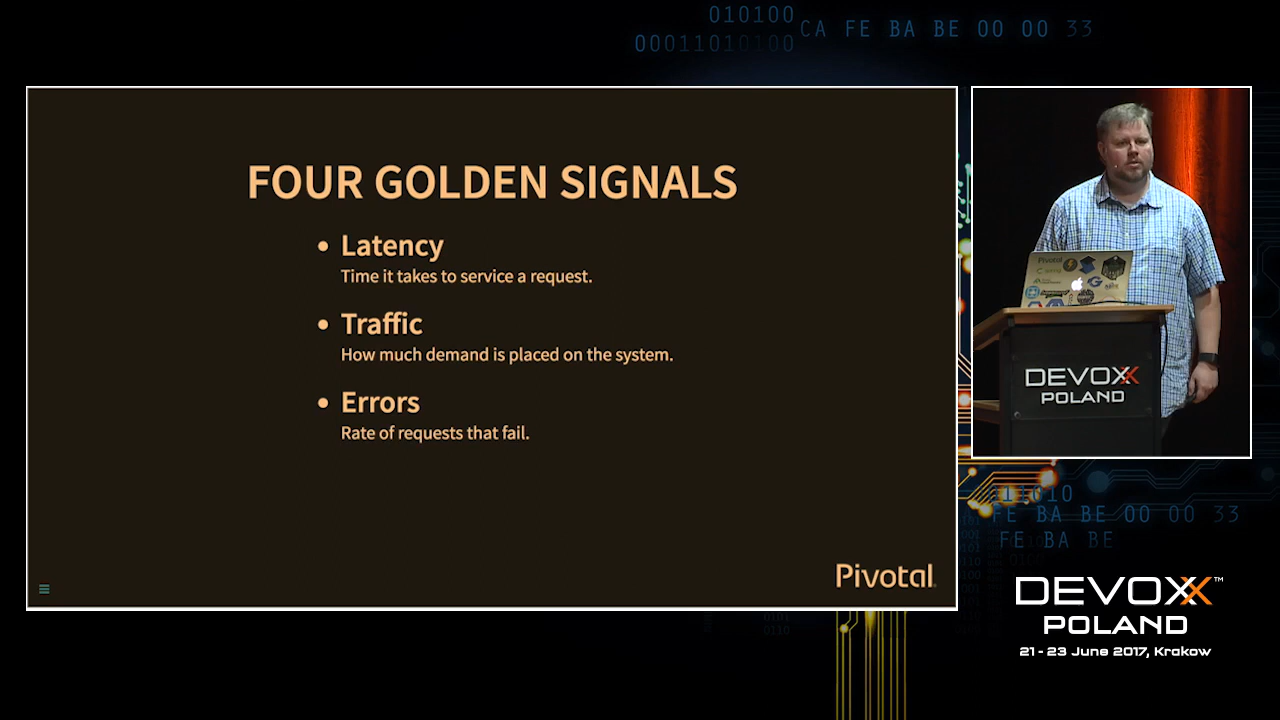 010100
00011010100
CA FE BA BE 00 00 33
FOUR GOLDEN SIGNALS
• Latency
Time it takes to service a request.
• Traffic
How much demand is placed on the system.
• Errors
Rate of requests that fail.
Pivotal
Pivotal
DEVOXX
POLAND
011010
FE BA BE 00 00 33
FE BA BE
DEVOXX™
POLAND
21 - 23 June 2017, Krakow